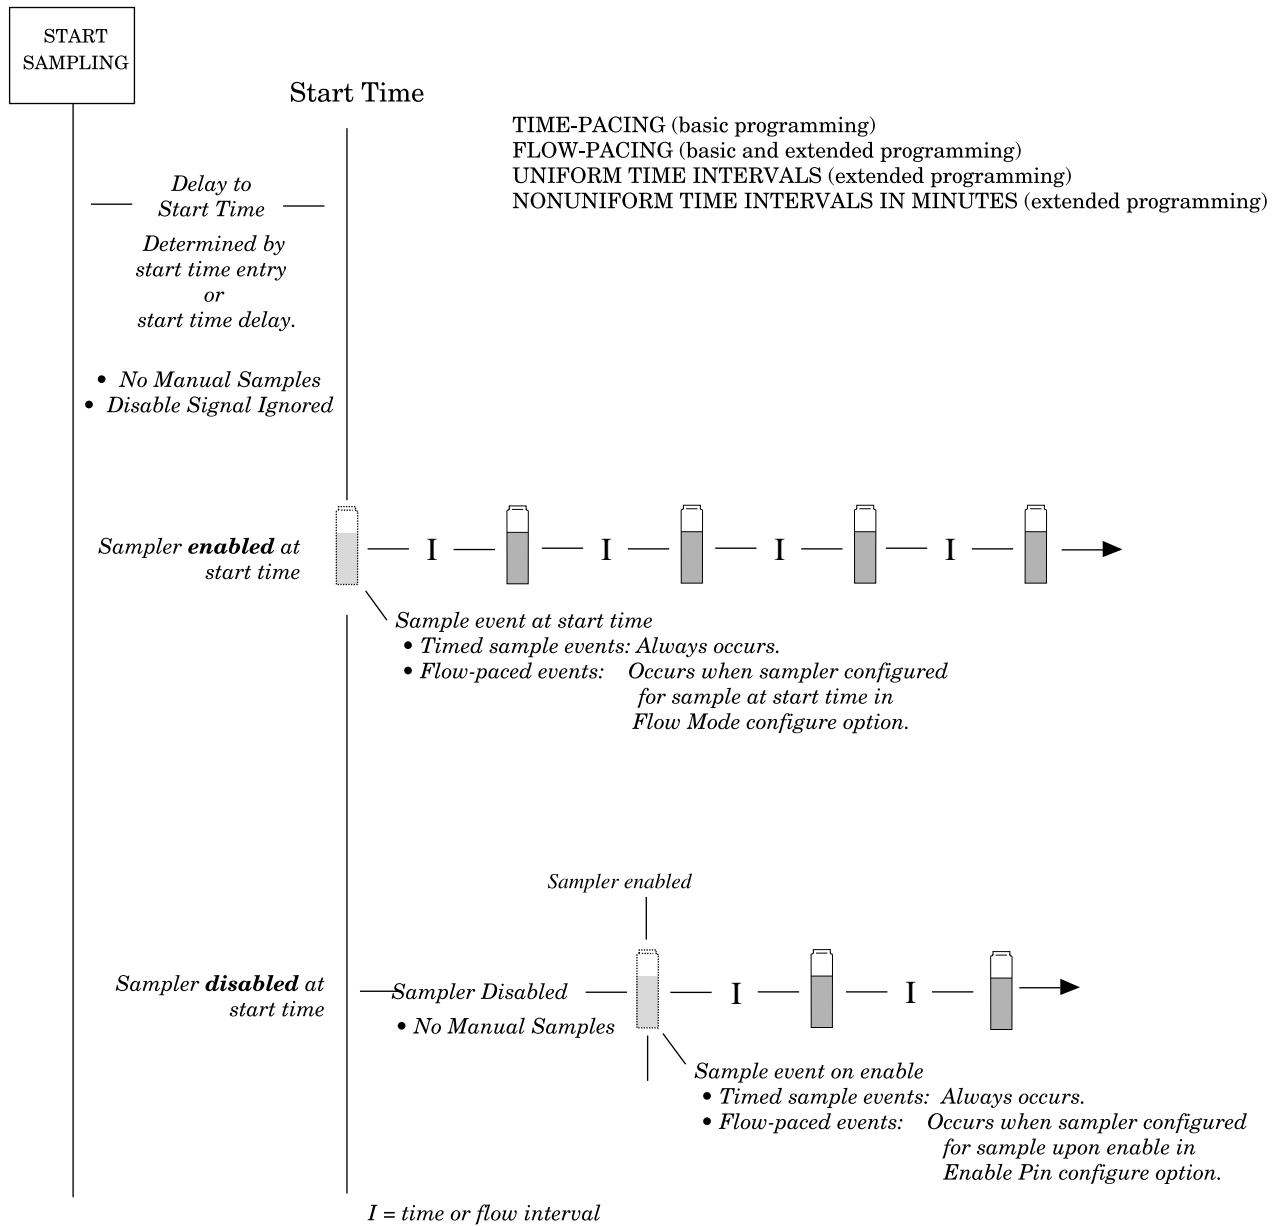 START
SAMPLING
Start Time
TIME-PACING (basic programming)
FLOW-PACING (basic and extended programming)
UNIFORM TIME INTERVALS (extended programming)
NONUNIFORM TIME INTERVALS IN MINUTES (extended programming)
Delay to
Start Time
Determined by
start time entry
or
start time delay.
• No Manual Samples
• Disable Signal Ignored
Sampler enabled at
start time
I I I I
Sample event at start time
• Timed sample events: Always occurs.
• Flow-paced events: Occurs when sampler configured
for sample at start time in
Flow Mode configure option.
Sampler enabled
Sampler disabled at
start time
Sampler Disabled
• No Manual Samples
I I
Sample event on enable
• Timed sample events: Always occurs.
• Flow-paced events: Occurs when sampler configured
for sample upon enable in
Enable Pin configure option.
I = time or flow interval